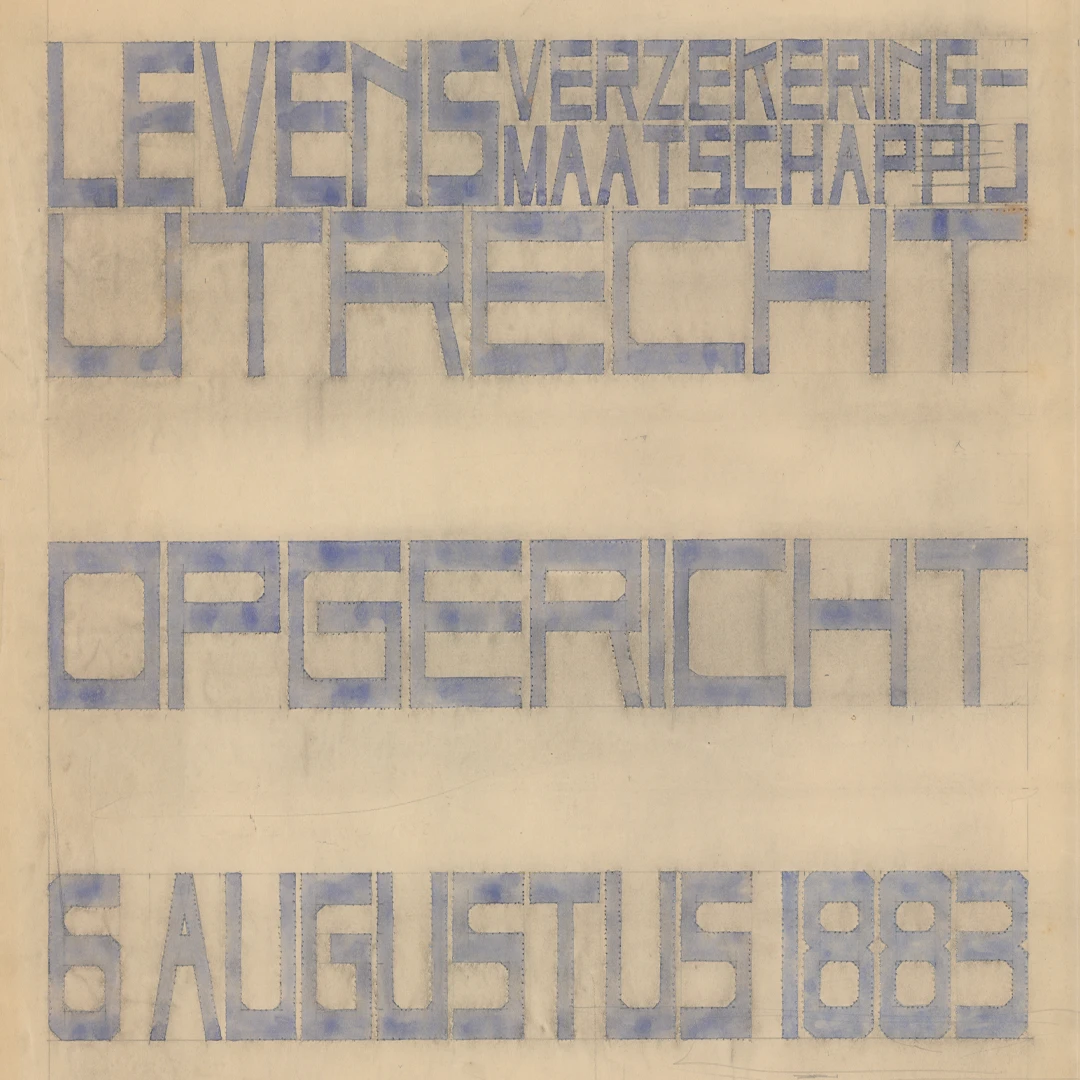 LEVENSVERZEKERING-
MAATSCHAPPIJ
UTRECHT
OPGERICHT
6 AUGUSTUS 1883